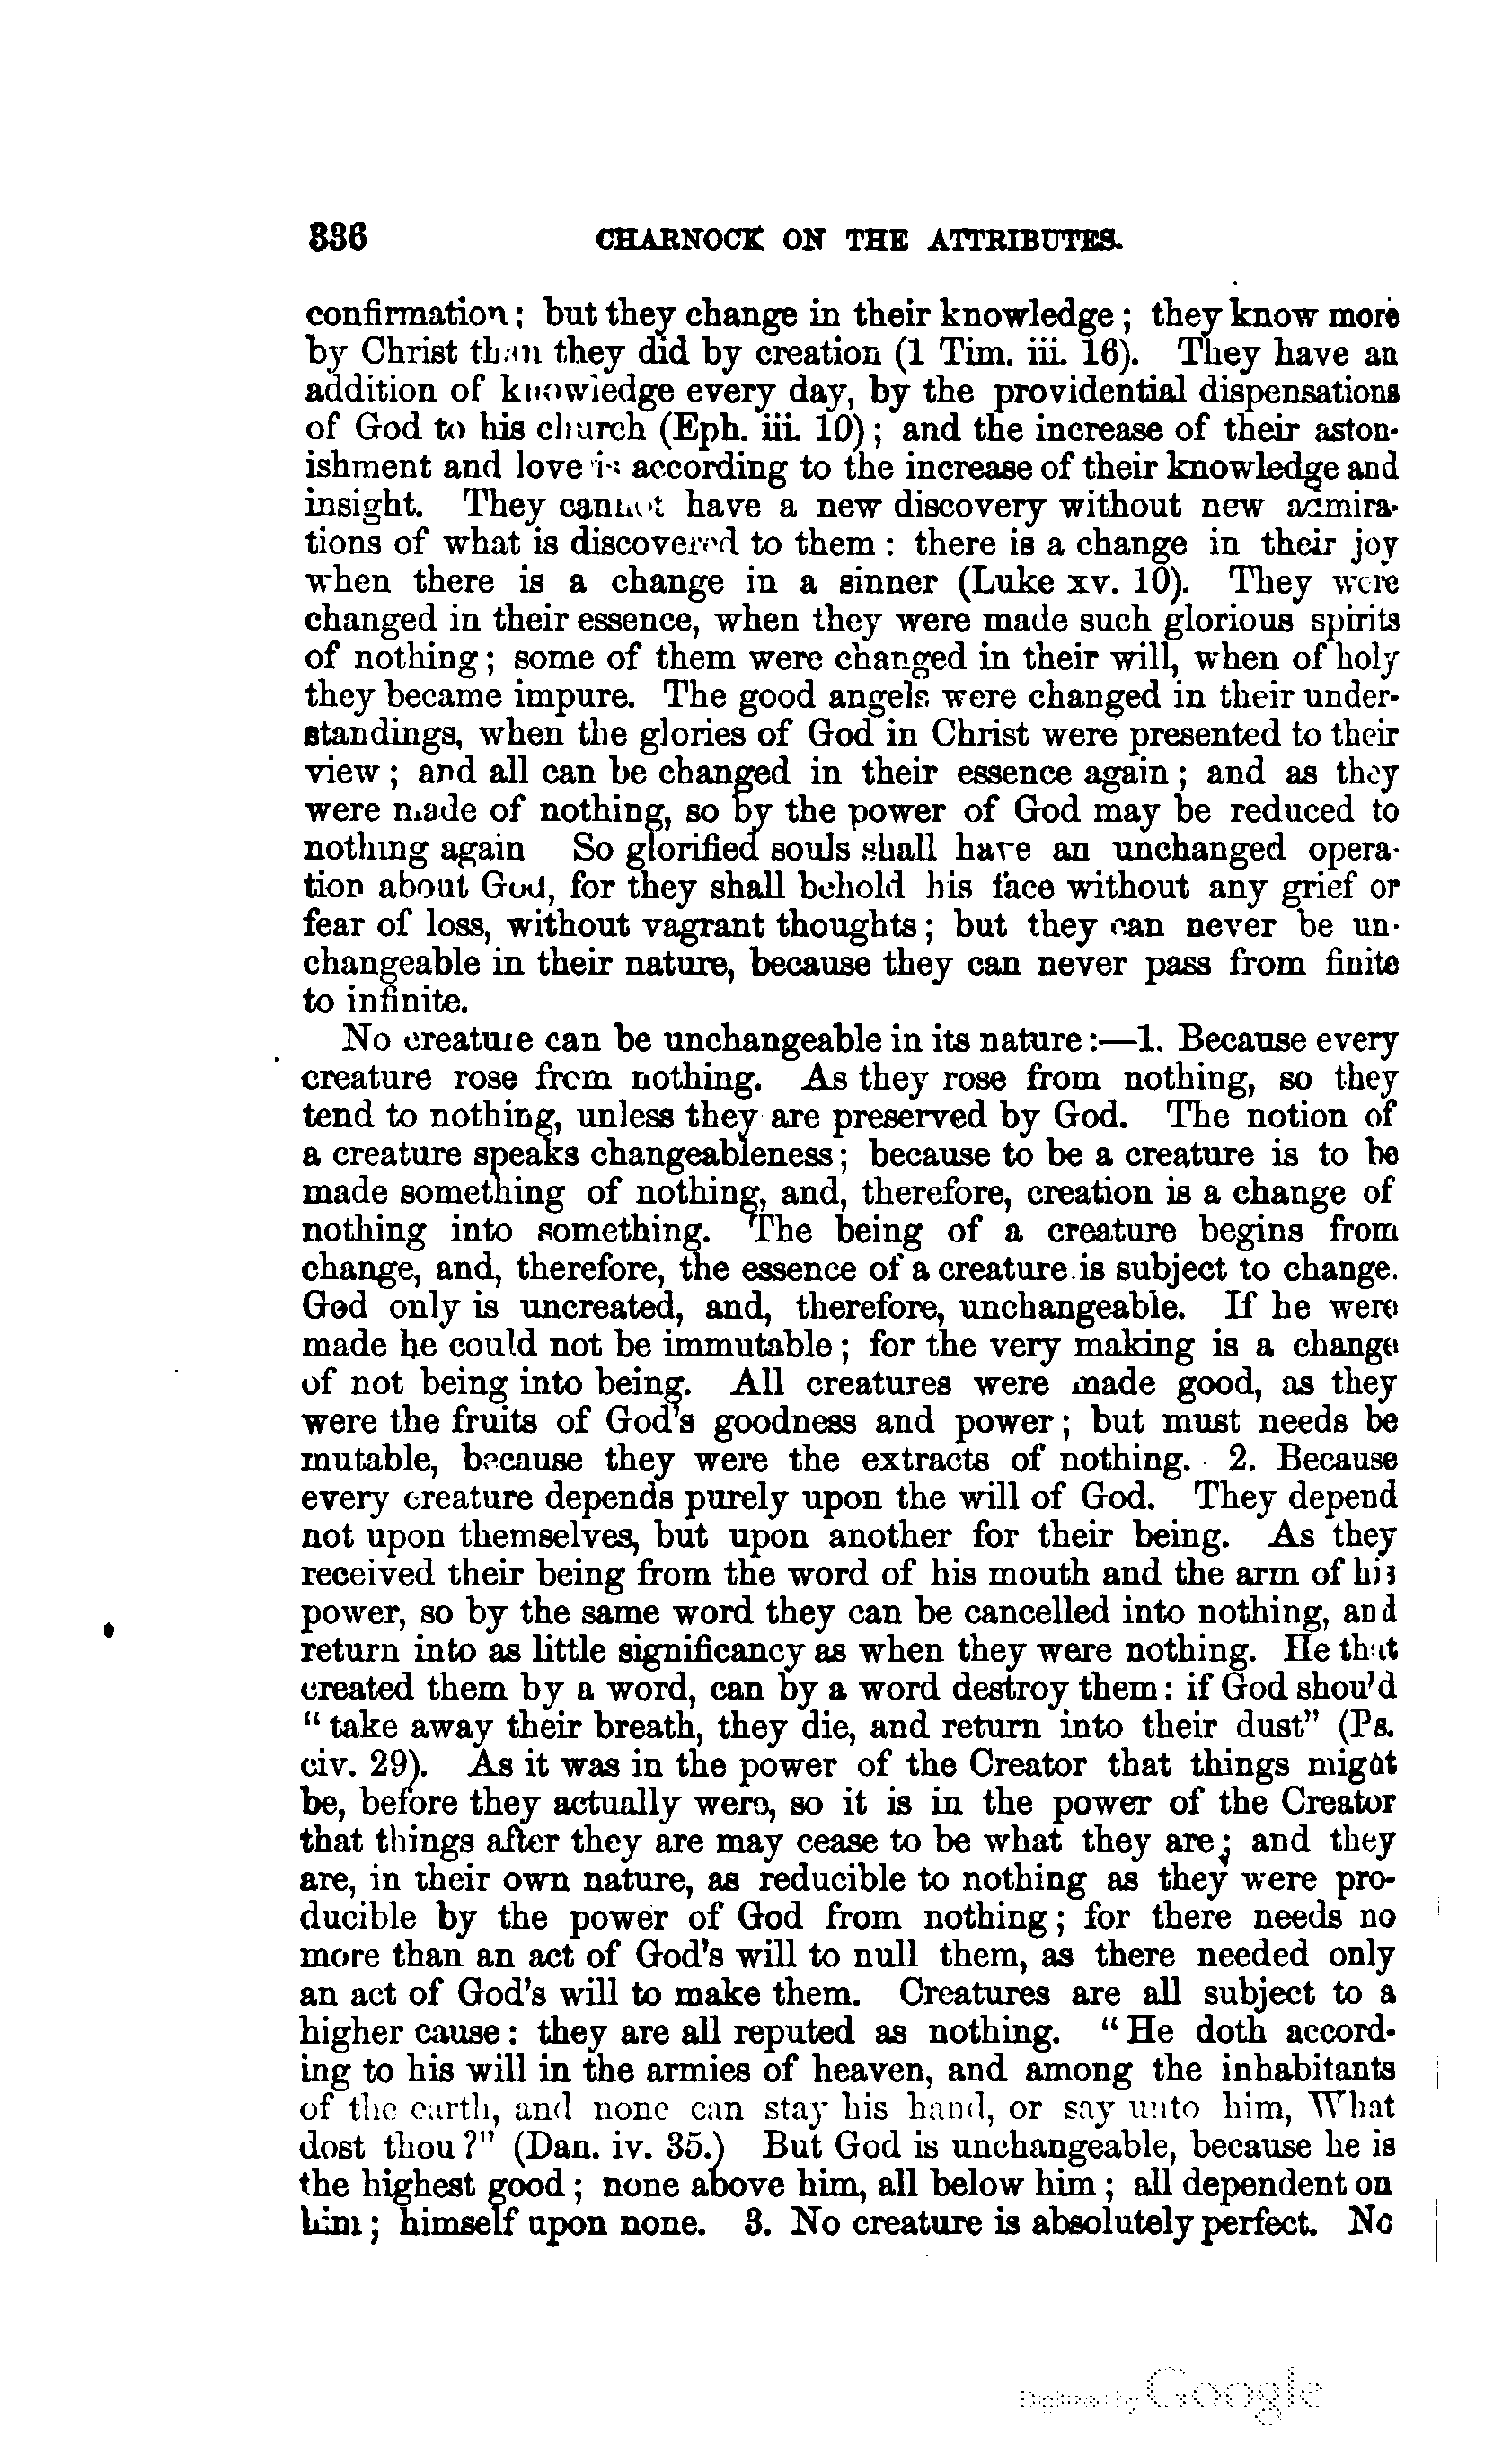 336 CHARNOCK ON THE ATTRIBUTES.
confirmation; but they change in their knowledge; they know more
by Christ than they did by creation (1 Tim. iii. 16). They have an
addition of knowledge every day, by the providential dispensations
of God to his church (Eph. iii. 10); and the increase of their aston-
ishment and love is according to the increase of their knowledge and
insight. They cannot have a new discovery without new admira-
tions of what is discovered to them: there is a change in their joy
when there is a change in a sinner (Luke xv. 10). They were
changed in their essence, when they were made such glorious spirits
of nothing; some of them were changed in their will, when of holy
they became impure. The good angels were changed in their under-
standings, when the glories of God in Christ were presented to their
view; and all can be changed in their essence again; and as they
were made of nothing, so by the power of God may be reduced to
nothing again So glorified souls shall have an unchanged opera-
tion about God, for they shall behold his face without any grief or
fear of loss, without vagrant thoughts; but they can never be un-
changeable in their nature, because they can never pass from finite
to infinite.
No creature can be unchangeable in its nature:—1. Because every
creature rose from nothing. As they rose from nothing, so they
tend to nothing, unless they are preserved by God. The notion of
a creature speaks changeableness; because to be a creature is to be
made something of nothing, and, therefore, creation is a change of
nothing into something. The being of a creature begins from
change, and, therefore, the essence of a creature is subject to change.
God only is uncreated, and, therefore, unchangeable. If he were
made he could not be immutable; for the very making is a change
of not being into being. All creatures were made good, as they
were the fruits of God's goodness and power; but must needs be
mutable, because they were the extracts of nothing. 2. Because
every creature depends purely upon the will of God. They depend
not upon themselves, but upon another for their being. As they
received their being from the word of his mouth and the arm of his
power, so by the same word they can be cancelled into nothing, and
return into as little significancy as when they were nothing. He that
created them by a word, can by a word destroy them: if God should
"take away their breath, they die, and return into their dust" (Ps.
civ. 29). As it was in the power of the Creator that things might
be, before they actually were, so it is in the power of the Creator
that things after they are may cease to be what they are; and they
are, in their own nature, as reducible to nothing as they were pro-
ducible by the power of God from nothing; for there needs no
more than an act of God's will to null them, as there needed only
an act of God's will to make them. Creatures are all subject to a
higher cause: they are all reputed as nothing. "He doth accord-
ing to his will in the armies of heaven, and among the inhabitants
of the earth, and none can stay his hand, or say unto him, What
dost thou?" (Dan. iv. 35.) But God is unchangeable, because he is
the highest good; none above him, all below him; all dependent on
him; himself upon none. 3. No creature is absolutely perfect. No
Digitized by Google